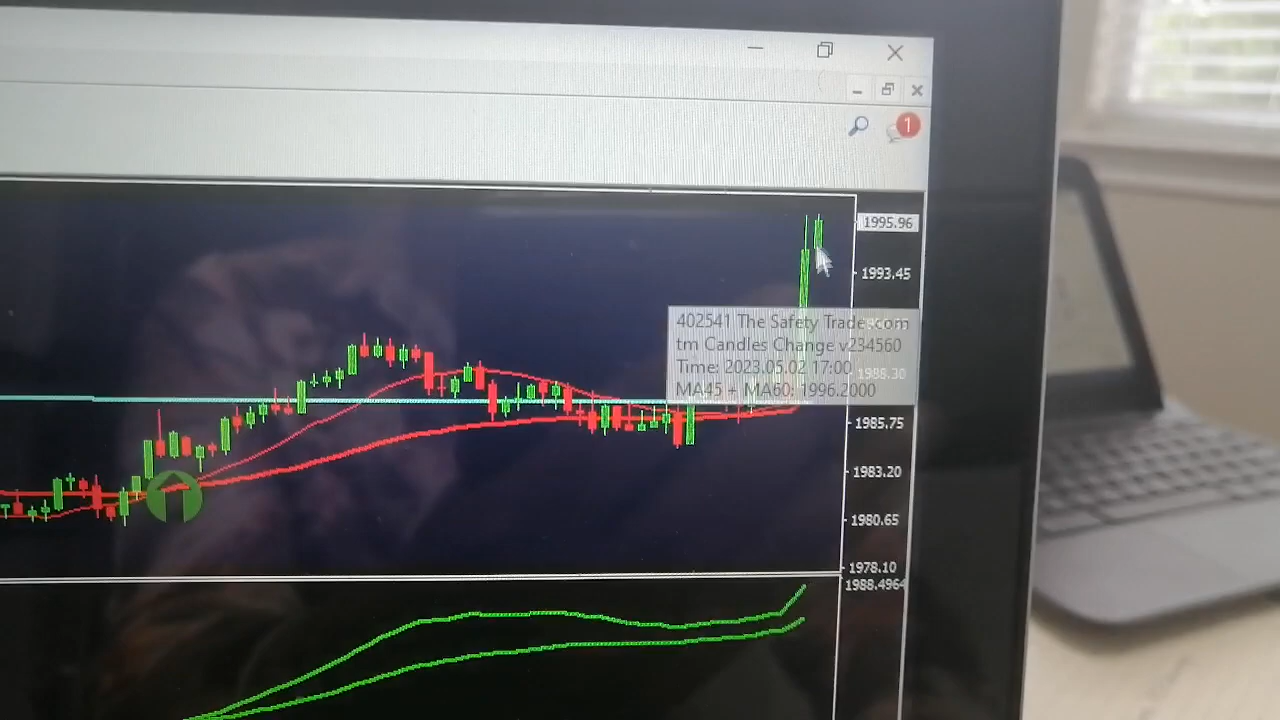 1
1995.96
1993.45
402541 The Safety Trade.com
tm Candles Change v234560
Time: 2023.05.02 17:00
1988.30
MA45 + MA60: 1996.2000
1985.75
1983.20
1980.65
1978.10
1988.4964